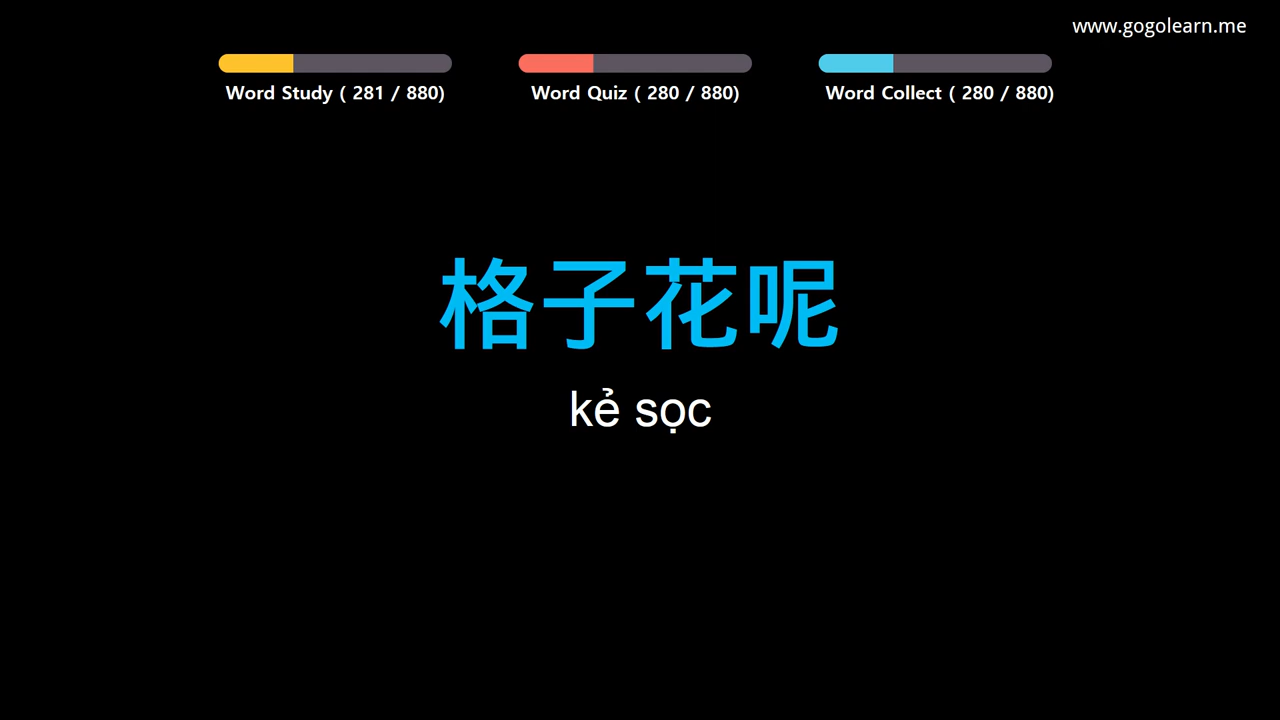 www.gogolearn.me
Word Study ( 281 / 880)
Word Quiz ( 280 / 880)
Word Collect ( 280 / 880)
格子花呢
kẻ sọc